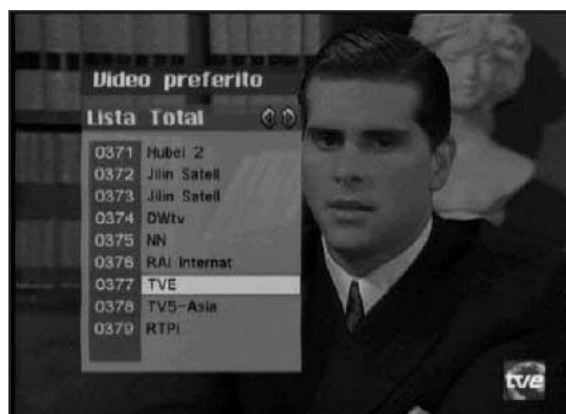 Video preferito
Lista Total
0371 Hubei 2
0372 Jilin Satell
0373 Jilin Satell
0374 DWtv
0375 NN
0376 RAI Internat
0377 TVE
0378 TV5-Asia
0379 RTPi
tve